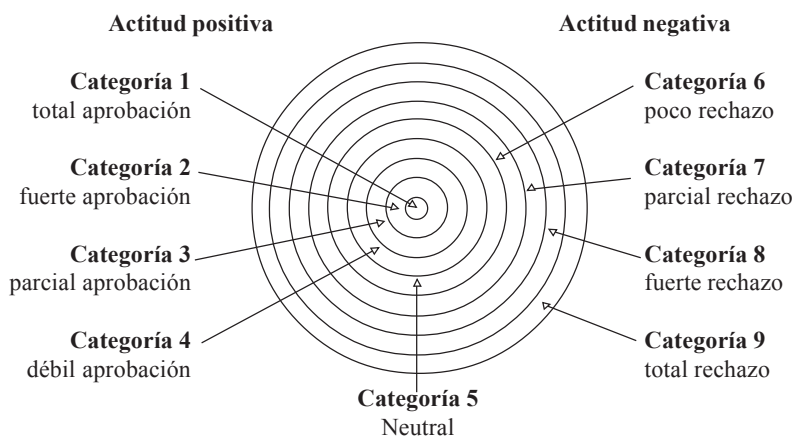 Actitud positiva
Actitud negativa
Categoría 1
total aprobación
Categoría 2
fuerte aprobación
Categoría 3
parcial aprobación
Categoría 4
débil aprobación
Categoría 5
Neutral
Categoría 6
poco rechazo
Categoría 7
parcial rechazo
Categoría 8
fuerte rechazo
Categoría 9
total rechazo